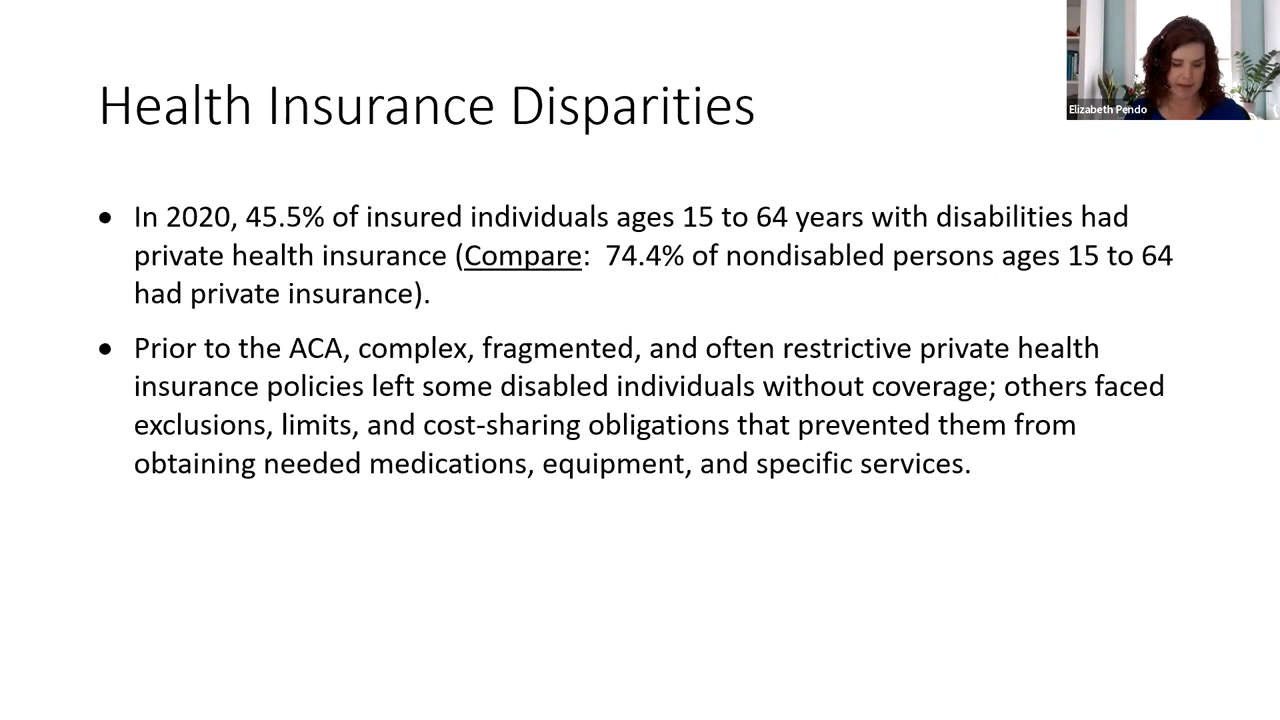 Health Insurance Disparities
Elizabeth Pendo
• In 2020, 45.5% of insured individuals ages 15 to 64 years with disabilities had
private health insurance (Compare:  74.4% of nondisabled persons ages 15 to 64
had private insurance).
• Prior to the ACA, complex, fragmented, and often restrictive private health
insurance policies left some disabled individuals without coverage; others faced
exclusions, limits, and cost-sharing obligations that prevented them from
obtaining needed medications, equipment, and specific services.